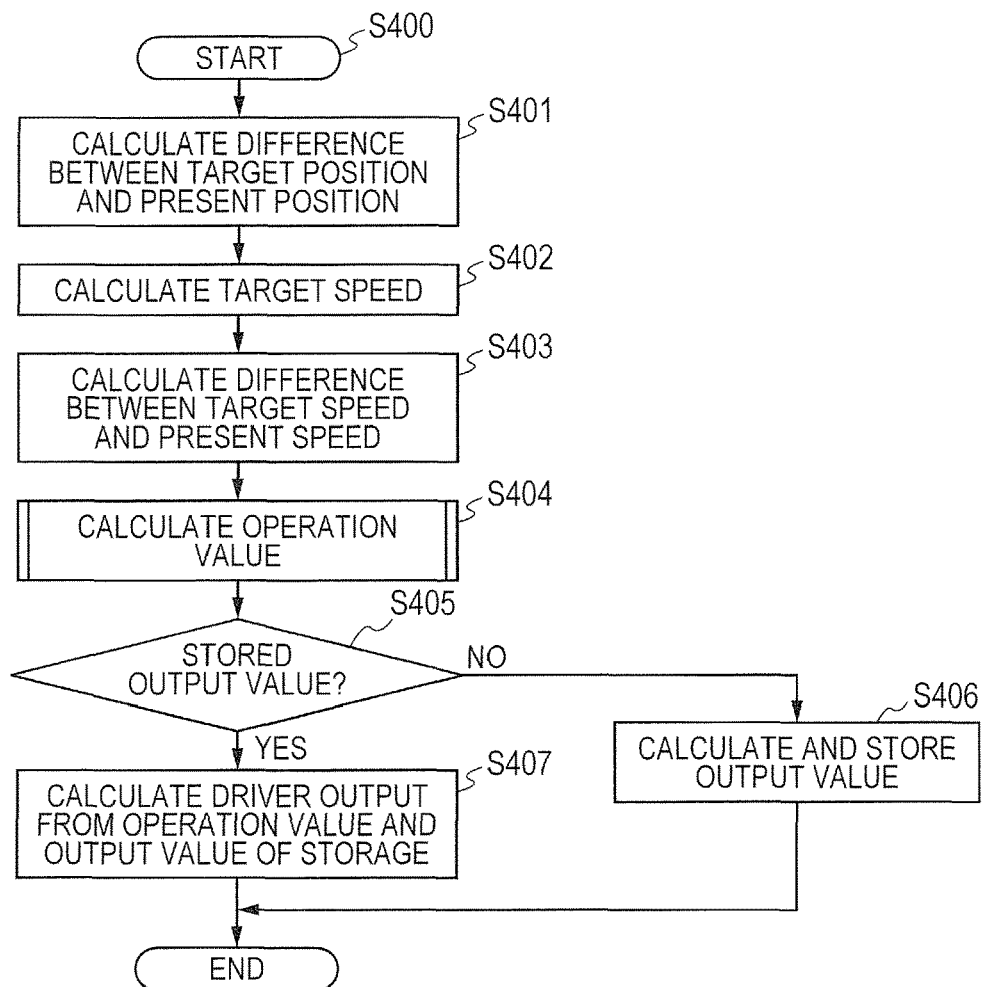 S400
START
S401
CALCULATE DIFFERENCE
BETWEEN TARGET POSITION
AND PRESENT POSITION
S402
CALCULATE TARGET SPEED
S403
CALCULATE DIFFERENCE
BETWEEN TARGET SPEED
AND PRESENT SPEED
S404
CALCULATE OPERATION
VALUE
S405
STORED
OUTPUT VALUE?
NO
S406
CALCULATE AND STORE
OUTPUT VALUE
YES
S407
CALCULATE DRIVER OUTPUT
FROM OPERATION VALUE AND
OUTPUT VALUE OF STORAGE
END